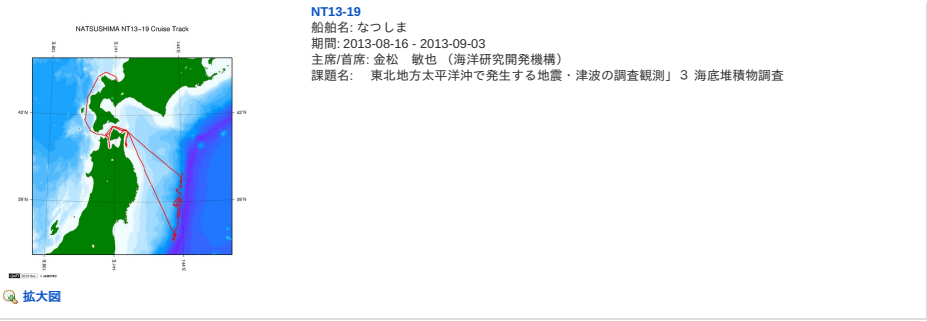 NT13-19
船舶名: なつしま
期間: 2013-08-16 - 2013-09-03
主席/首席: 金松　敏也 （海洋研究開発機構）
課題名:　「東北地方太平洋沖で発生する地震・津波の調査観測」３ 海底堆積物調査
NATSUSHIMA NT13−19 Cruise Track
拡大図